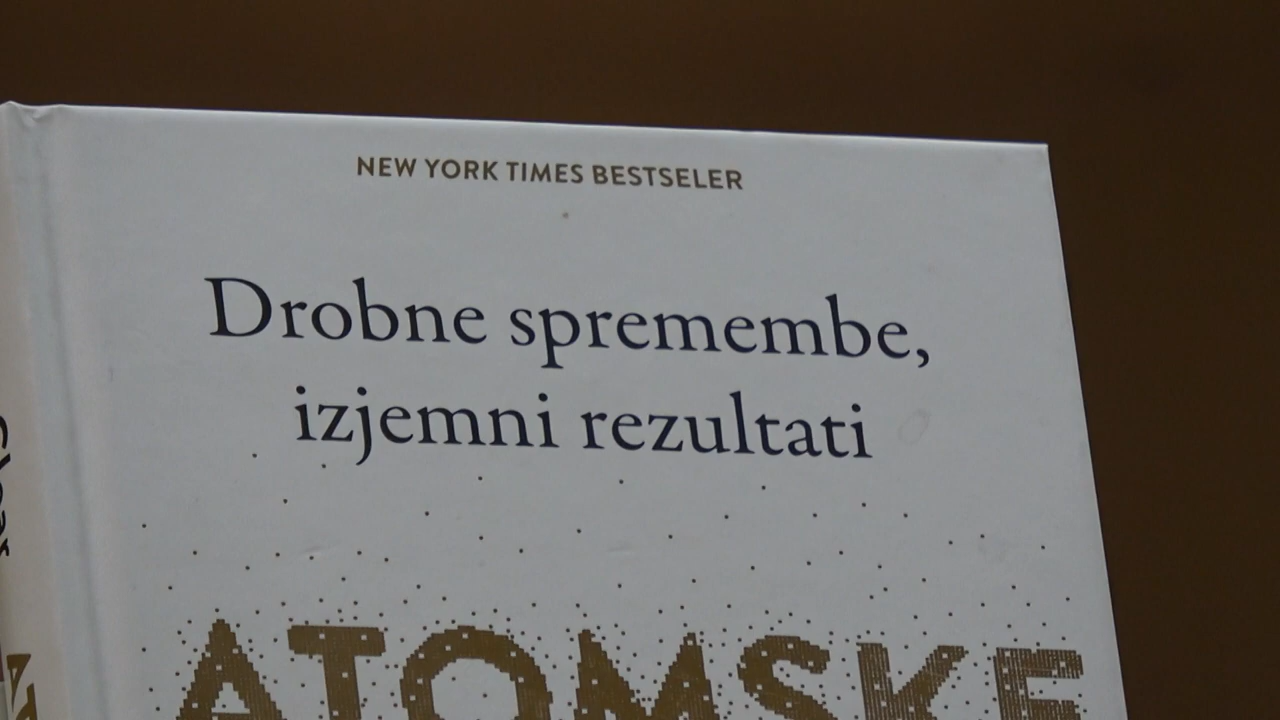 NEW YORK TIMES BESTSELER
Drobne spremembe,
izjemni rezultati
ATOMSKE